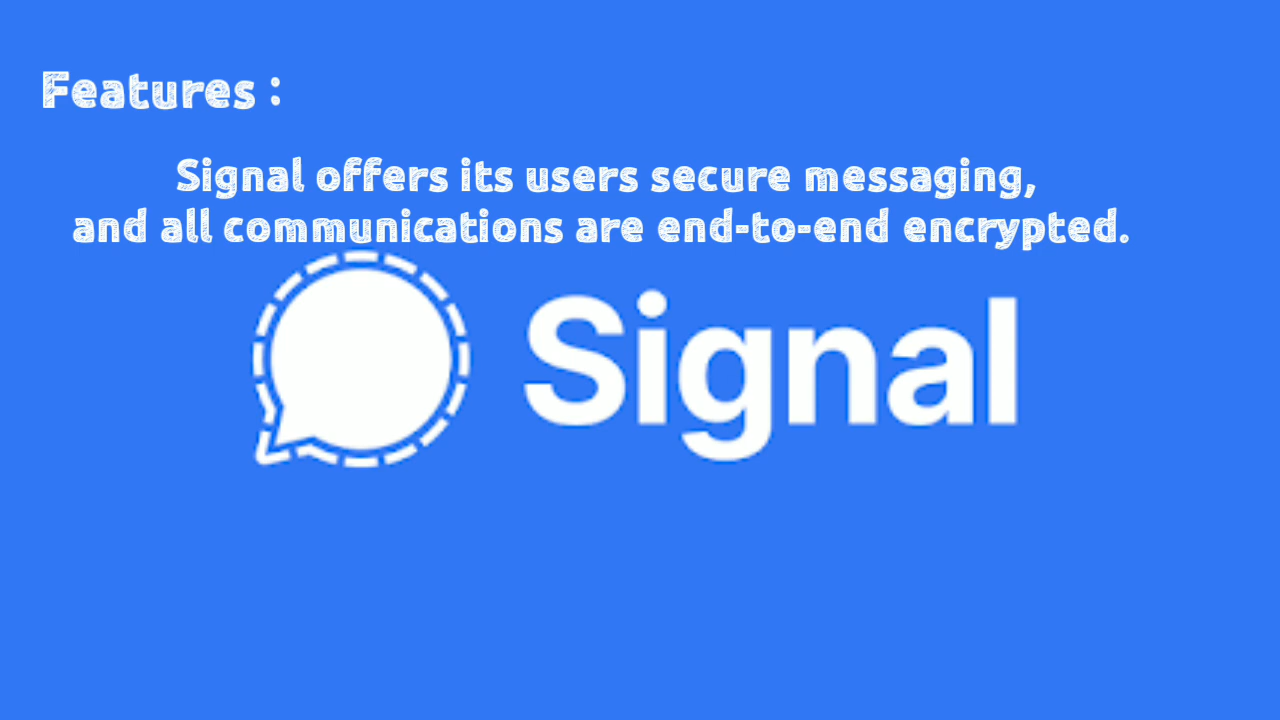 Features :
Signal offers its users secure messaging,
and all communications are end-to-end encrypted.
Signal